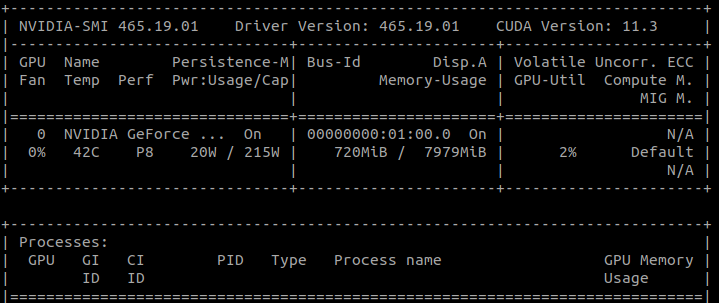 +-----------------------------------------------------------------------------+
| NVIDIA-SMI 465.19.01    Driver Version: 465.19.01    CUDA Version: 11.3     |
|-------------------------------+----------------------+----------------------+
| GPU  Name        Persistence-M| Bus-Id        Disp.A | Volatile Uncorr. ECC |
| Fan  Temp  Perf  Pwr:Usage/Cap|         Memory-Usage | GPU-Util  Compute M. |
|                               |                      |               MIG M. |
|===============================+======================+======================|
|   0  NVIDIA GeForce ...  On   | 00000000:01:00.0  On |                  N/A |
|  0%   42C    P8    20W / 215W |    720MiB /  7979MiB |      2%      Default |
|                               |                      |                  N/A |
+-------------------------------+----------------------+----------------------+
+-----------------------------------------------------------------------------+
| Processes:                                                                  |
|  GPU   GI   CI        PID   Type   Process name                  GPU Memory |
|        ID   ID                                                   Usage      |
|=============================================================================|